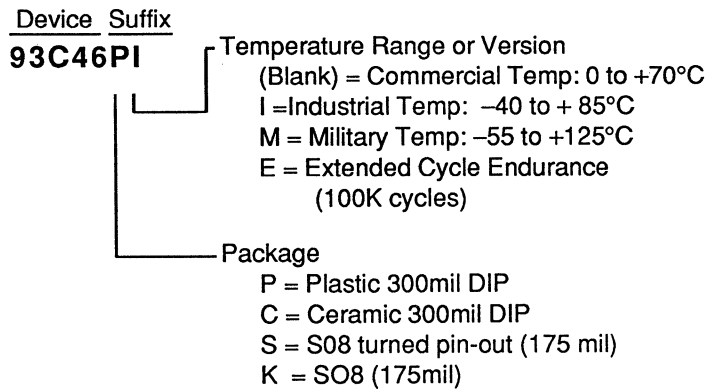 Device Suffix
93C46PI
Temperature Range or Version
(Blank) = Commercial Temp: 0 to +70°C
I =Industrial Temp: –40 to + 85°C
M = Military Temp: –55 to +125°C
E = Extended Cycle Endurance
(100K cycles)
Package
P = Plastic 300mil DIP
C = Ceramic 300mil DIP
S = S08 turned pin-out (175 mil)
K = SO8 (175mil)